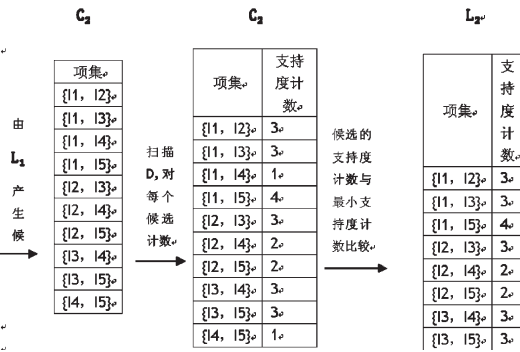 C₂
C₂
L₂
由
L₁
产
生
候
项集
{I1, I2}
{I1, I3}
{I1, I4}
{I1, I5}
{I2, I3}
{I2, I4}
{I2, I5}
{I3, I4}
{I3, I5}
{I4, I5}
扫描
D,对
每个
候选
计数
项集 支持
度计
数
{I1, I2} 3
{I1, I3} 3
{I1, I4} 1
{I1, I5} 4
{I2, I3} 3
{I2, I4} 2
{I2, I5} 2
{I3, I4} 3
{I3, I5} 3
{I4, I5} 1
候选的
支持度
计数与
最小支
持度计
数比较
项集 支
持
度
计
数
{I1, I2} 3
{I1, I3} 3
{I1, I5} 4
{I2, I3} 3
{I2, I4} 2
{I2, I5} 2
{I3, I4} 3
{I3, I5} 3